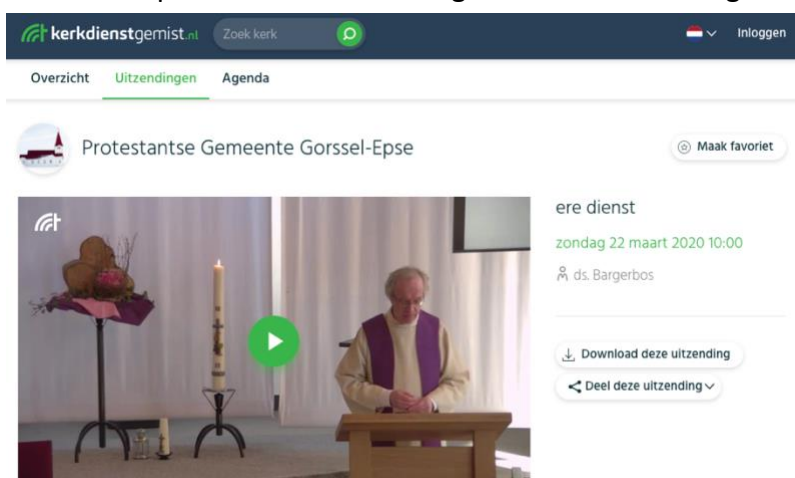 kerkdienstgemist.nl Zoek kerk Inloggen
Overzicht Uitzendingen Agenda
Protestantse Gemeente Gorssel-Epse
Maak favoriet
ere dienst
zondag 22 maart 2020 10:00
ds. Bargerbos
Download deze uitzending
Deel deze uitzending